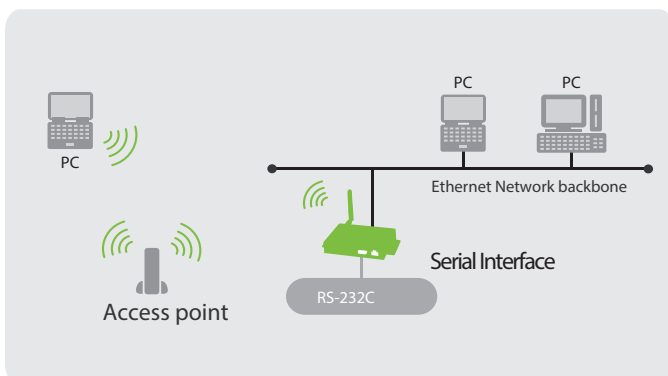 PC
PC
PC
Ethernet Network backbone
Serial Interface
RS-232C
Access point